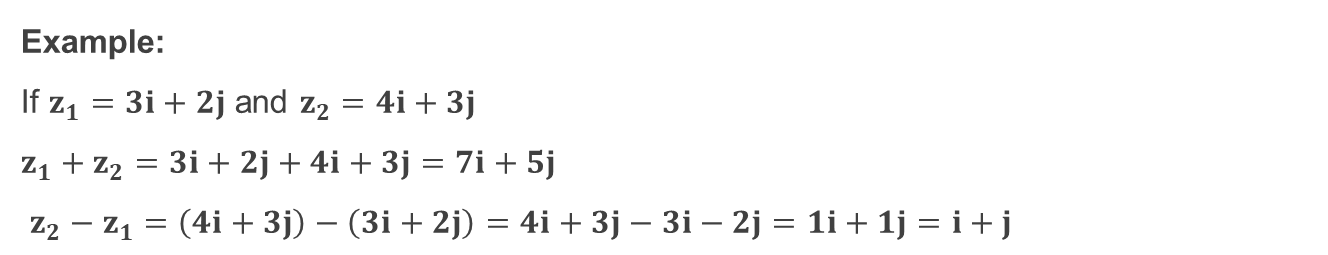 Example:
If z₁ = 3i + 2j and z₂ = 4i + 3j
z₁ + z₂ = 3i + 2j + 4i + 3j = 7i + 5j
z₂ − z₁ = (4i + 3j) − (3i + 2j) = 4i + 3j − 3i − 2j = 1i + 1j = i + j